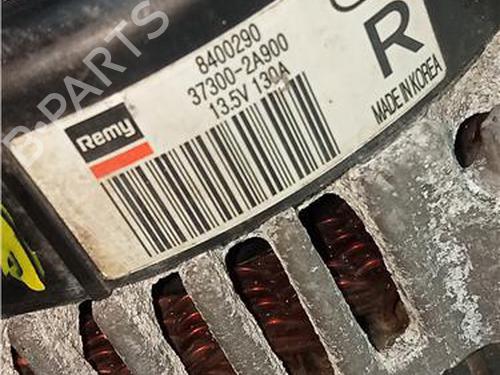 B-PARTS
8400290
37300-2A900
13.5V 130A
Remy
R
MADE IN KOREA